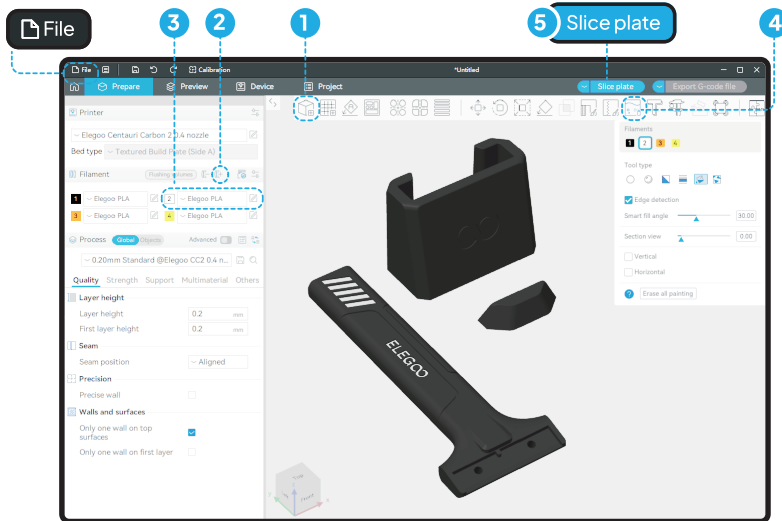 File
3
2
1
5
Slice plate
4
File
Calibration
*Untitled
Prepare
Preview
Device
Project
Slice plate
Export G-code file
Printer
Elegoo Centauri Carbon 2 0.4 nozzle
Bed type
Textured Build Plate (Side A)
Filament
Flushing volumes
1
Elegoo PLA
2
Elegoo PLA
3
Elegoo PLA
4
Elegoo PLA
Process
Global
Objects
Advanced
0.20mm Standard @Elegoo CC2 0.4 n...
Quality
Strength
Support
Multimaterial
Others
Layer height
Layer height
0.2
mm
First layer height
0.2
mm
Seam
Seam position
Aligned
Precision
Precise wall
Walls and surfaces
Only one wall on top
surfaces
Only one wall on first layer
ELEGOO
Top
Front
Filaments
1
2
3
4
Tool type
Edge detection
Smart fill angle
30.00
Section view
0.00
Vertical
Horizontal
?
Erase all painting